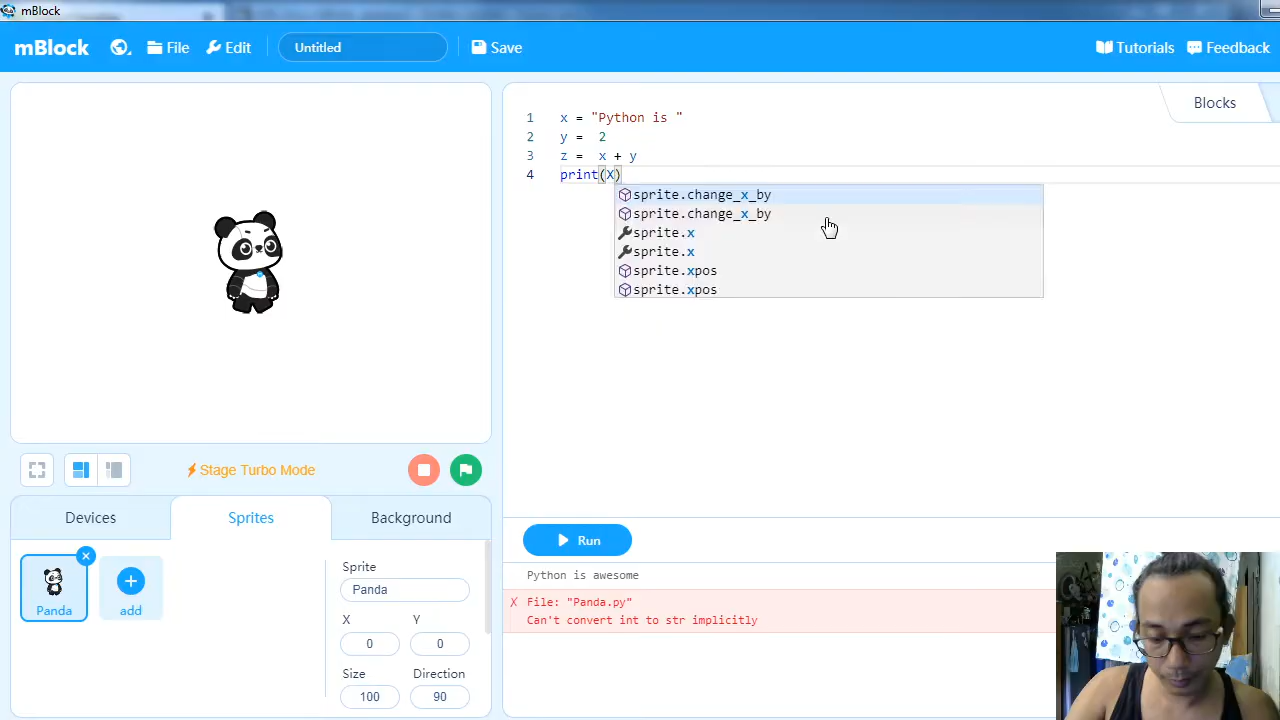 mBlock
mBlock
File
Edit
Untitled
Save
Tutorials
Feedback
Blocks
1 x = "Python is "
2 y = 2
3 z = x + y
4 print(X)
sprite.change_x_by
sprite.change_x_by
sprite.x
sprite.x
sprite.xpos
sprite.xpos
Stage Turbo Mode
Devices
Sprites
Background
Panda
add
Sprite
Panda
X
Y
0
0
Size
Direction
100
90
Run
Python is awesome
X File: "Panda.py"
Can't convert int to str implicitly